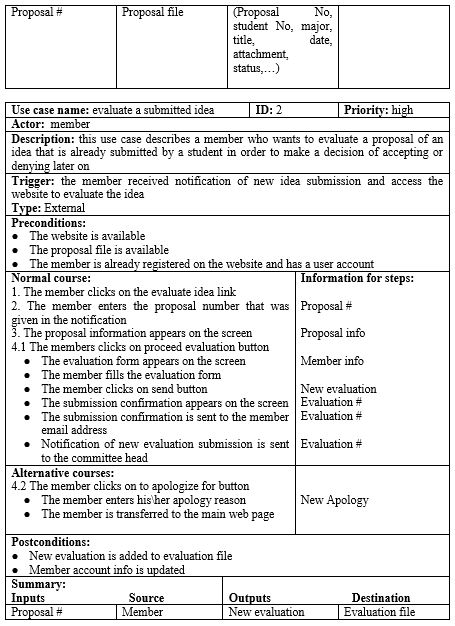 Proposal # Proposal file (Proposal No,
student No, major,
title, date,
attachment,
status,…)
Use case name: evaluate a submitted idea ID: 2 Priority: high
Actor: member
Description: this use case describes a member who wants to evaluate a proposal of an
idea that is already submitted by a student in order to make a decision of accepting or
denying later on
Trigger: the member received notification of new idea submission and access the
website to evaluate the idea
Type: External
Preconditions:
• The website is available
• The proposal file is available
• The member is already registered on the website and has a user account
Normal course: Information for steps:
1. The member clicks on the evaluate idea link
2. The member enters the proposal number that was Proposal #
given in the notification
3. The proposal information appears on the screen Proposal info
4.1 The members clicks on proceed evaluation button
• The evaluation form appears on the screen Member info
• The member fills the evaluation form
• The member clicks on send button New evaluation
• The submission confirmation appears on the screen Evaluation #
• The submission confirmation is sent to the member Evaluation #
email address
• Notification of new evaluation submission is sent Evaluation #
to the committee head
Alternative courses:
4.2 The member clicks on to apologize for button
• The member enters his\her apology reason New Apology
• The member is transferred to the main web page
Postconditions:
• New evaluation is added to evaluation file
• Member account info is updated
Summary:
Inputs Source Outputs Destination
Proposal # Member New evaluation Evaluation file